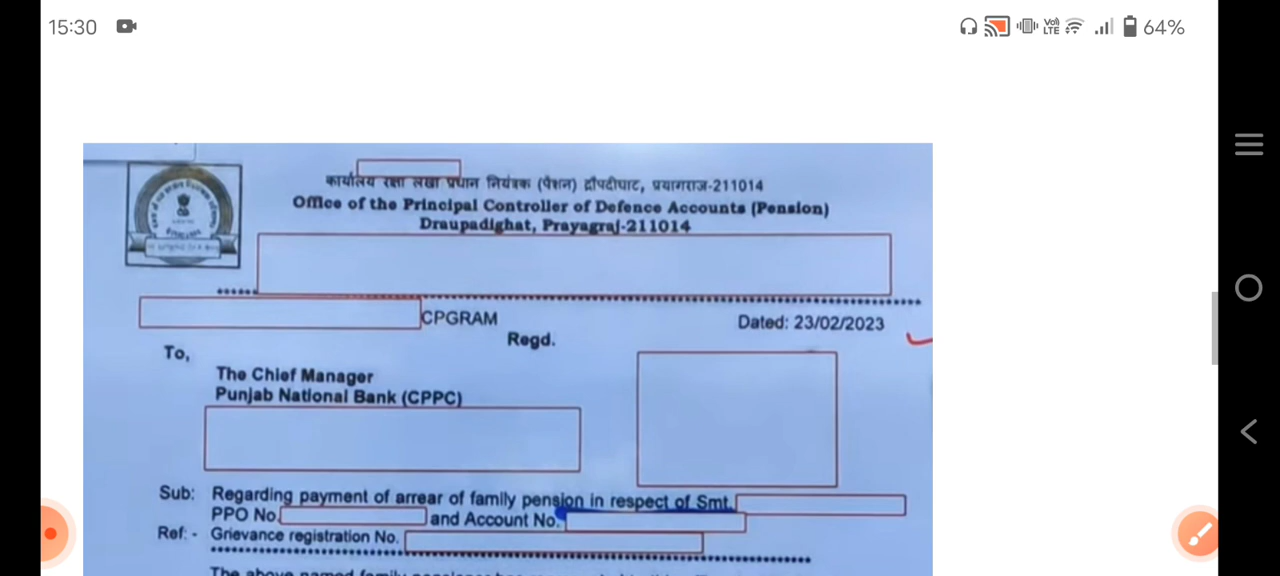 15:30
Vo) LTE 64%
कार्यालय रक्षा लेखा प्रधान नियंत्रक (पेंशन) द्रौपदीघाट, प्रयागराज-211014
Office of the Principal Controller of Defence Accounts (Pension)
Draupadighat, Prayagraj-211014
CPGRAM
Dated: 23/02/2023
Regd.
To,
The Chief Manager
Punjab National Bank (CPPC)
Sub: Regarding payment of arrear of family pension in respect of Smt.
PPO No. and Account No.
Ref: - Grievance registration No.
The above named family pensioner has